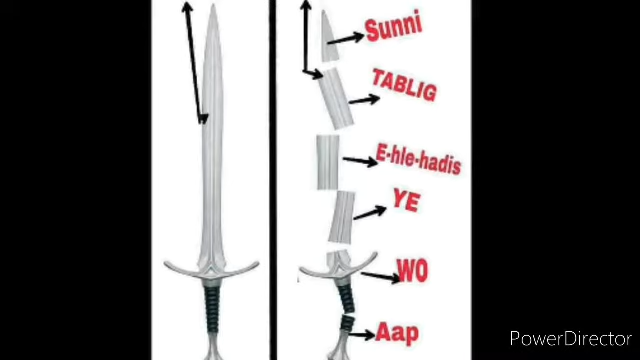 Sunni
TABLIG
E-hle-hadis
YE
WO
Aap
PowerDirector